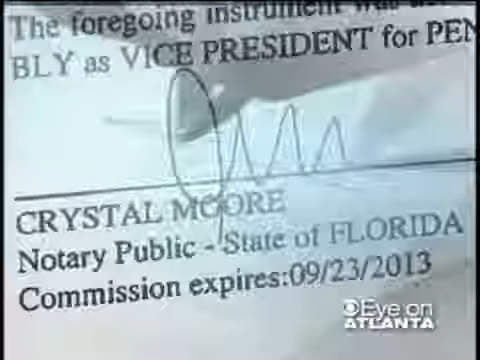 The foregoing instrument was
BLY as VICE PRESIDENT for PEN
CRYSTAL MOORE
Notary Public - State of FLORIDA
Commission expires:09/23/2013
Eye on
ATLANTA